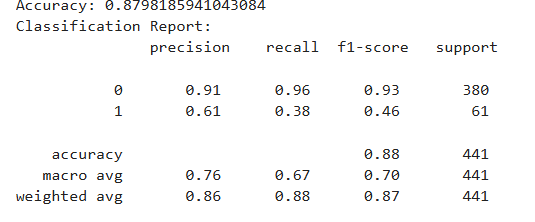 Accuracy: 0.8798185941043084
Classification Report:
precision recall f1-score support
0 0.91 0.96 0.93 380
1 0.61 0.38 0.46 61
accuracy 0.88 441
macro avg 0.76 0.67 0.70 441
weighted avg 0.86 0.88 0.87 441